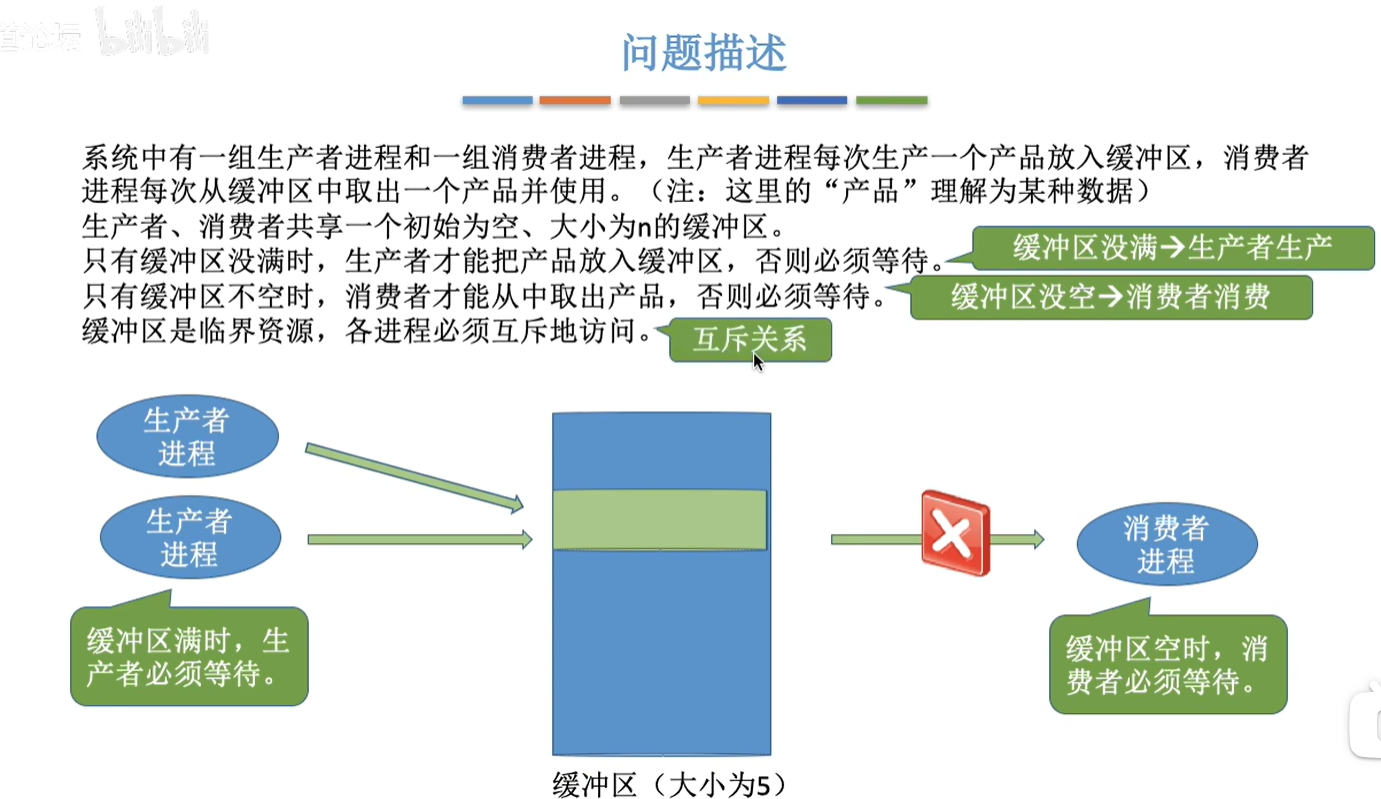 道论坛 bilibili
问题描述
系统中有一组生产者进程和一组消费者进程，生产者进程每次生产一个产品放入缓冲区，消费者
进程每次从缓冲区中取出一个产品并使用。（注：这里的“产品”理解为某种数据）
生产者、消费者共享一个初始为空、大小为n的缓冲区。
只有缓冲区没满时，生产者才能把产品放入缓冲区，否则必须等待。
缓冲区没满→生产者生产
只有缓冲区不空时，消费者才能从中取出产品，否则必须等待。
缓冲区没空→消费者消费
缓冲区是临界资源，各进程必须互斥地访问。
互斥关系
生产者
进程
生产者
进程
消费者
进程
缓冲区满时，生
产者必须等待。
缓冲区空时，消
费者必须等待。
缓冲区（大小为5）